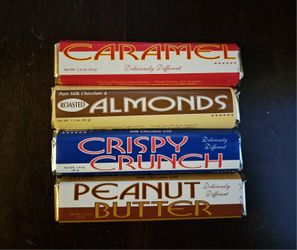 CARAMEL
Deliciously Different
Pure Milk Chocolate &
ROASTED
ALMONDS
Milk Chocolate with
CRISPY
CRUNCH
Deliciously
Different
PEANUT
BUTTER
Deliciously
Different